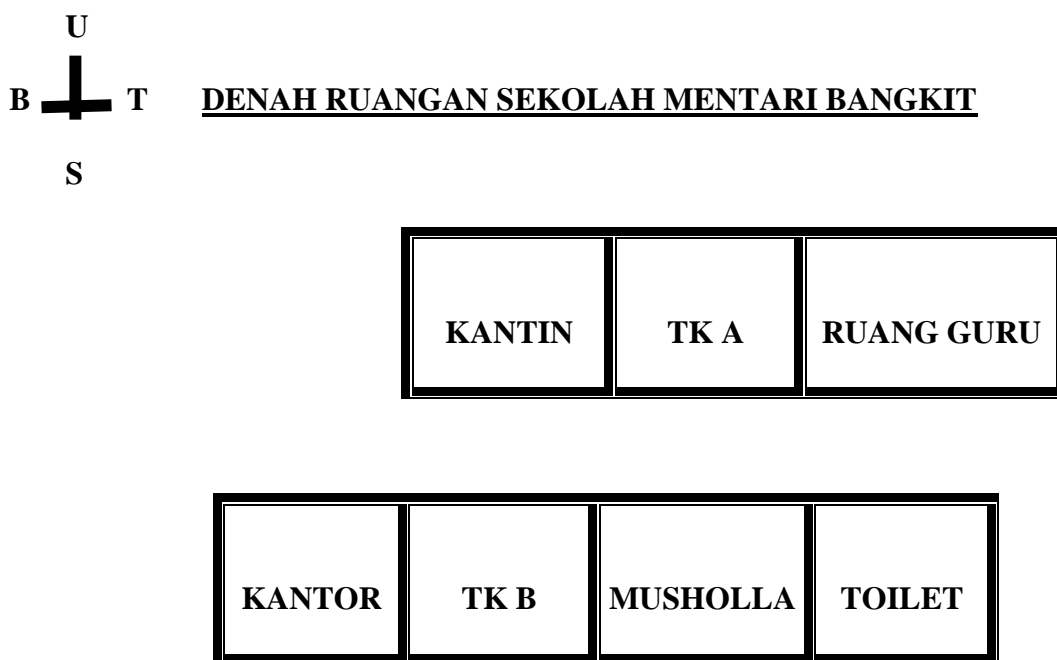 U
B T DENAH RUANGAN SEKOLAH MENTARI BANGKIT
S
KANTIN TK A RUANG GURU
KANTOR TK B MUSHOLLA TOILET